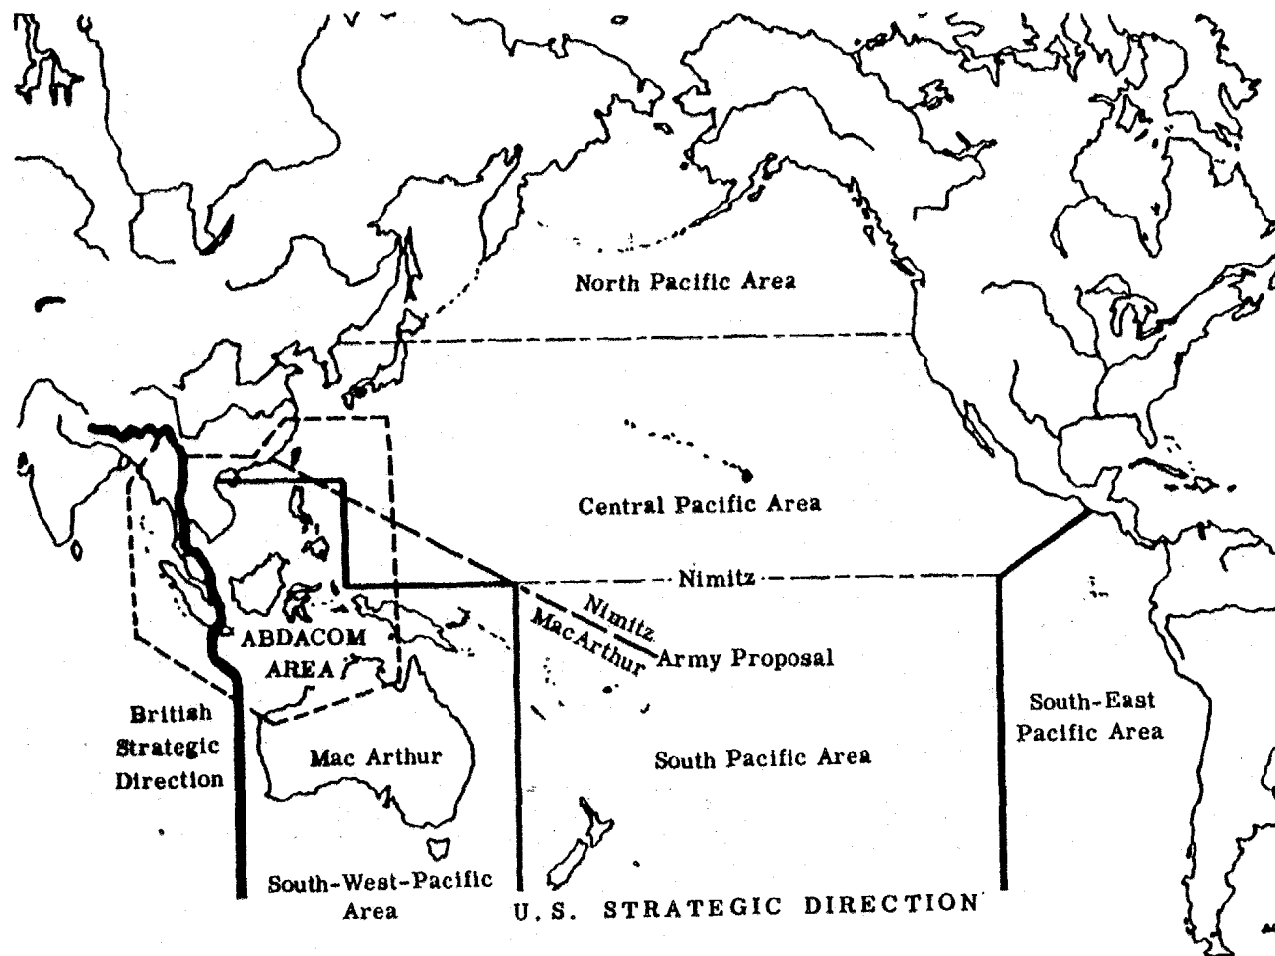 North Pacific Area
Central Pacific Area
Nimitz
Nimitz
MacArthur
Army Proposal
ABDACOM
AREA
British
Strategic
Direction
Mac Arthur
South Pacific Area
South-East
Pacific Area
South-West-Pacific
Area
U.S. STRATEGIC DIRECTION